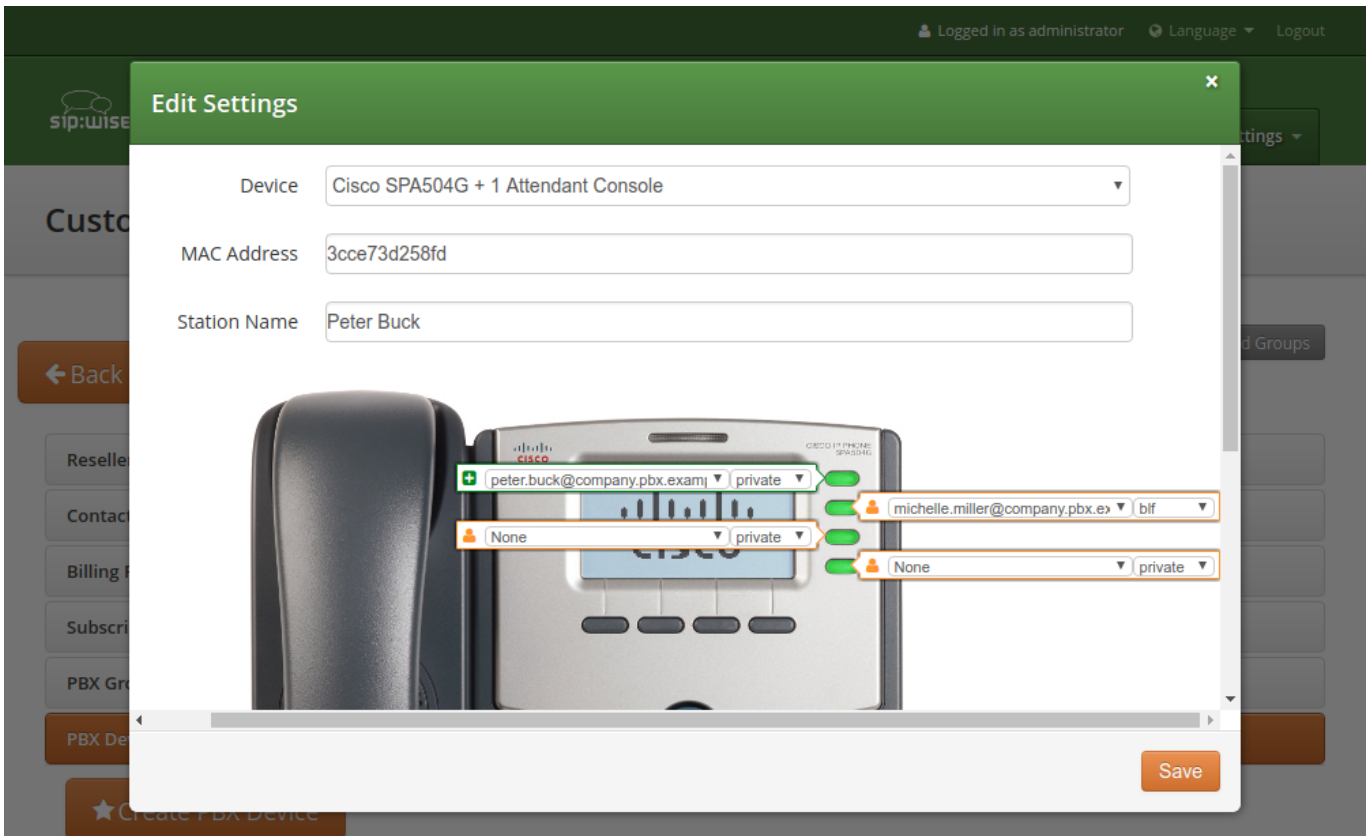 Logged in as administrator Language Logout
sip:wise
Edit Settings ×
ttings
Device Cisco SPA504G + 1 Attendant Console
Custo
MAC Address 3cce73d258fd
Station Name Peter Buck
d Groups
Back
CISCO
CISCO IP PHONE
SPA504G
Reselle
peter.buck@company.pbx.examp private
Contact
michelle.miller@company.pbx.ex blf
None private
CISCO
Billing
None private
Subscri
PBX Gro
PBX De
Save
Create PBX Device